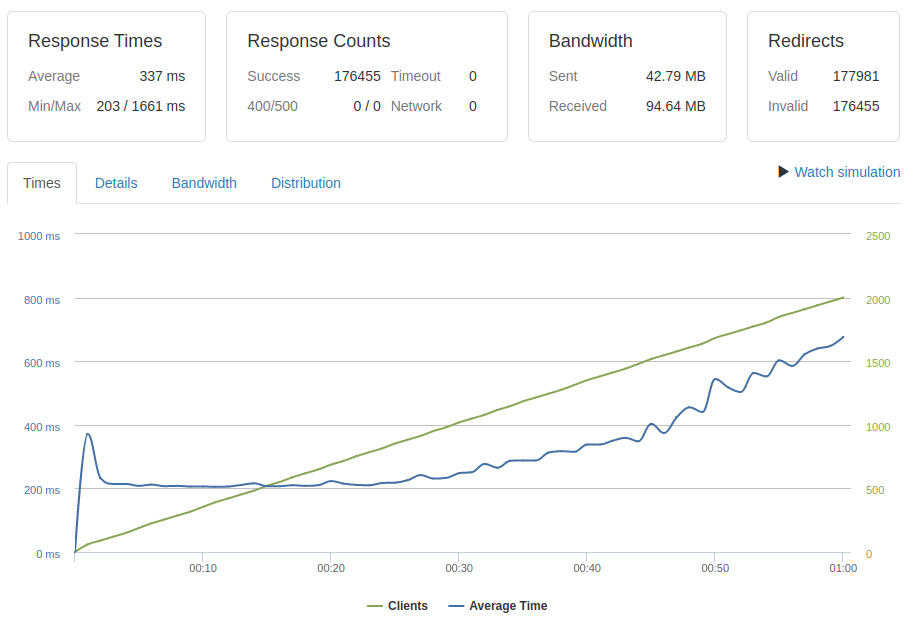 Response Times
Average 337 ms
Min/Max 203 / 1661 ms
Response Counts
Success 176455 Timeout 0
400/500 0 / 0 Network 0
Bandwidth
Sent 42.79 MB
Received 94.64 MB
Redirects
Valid 177981
Invalid 176455
Times Details Bandwidth Distribution
Watch simulation
1000 ms 2500
800 ms 2000
600 ms 1500
400 ms 1000
200 ms 500
0 ms 0
00:10 00:20 00:30 00:40 00:50 01:00
Clients Average Time